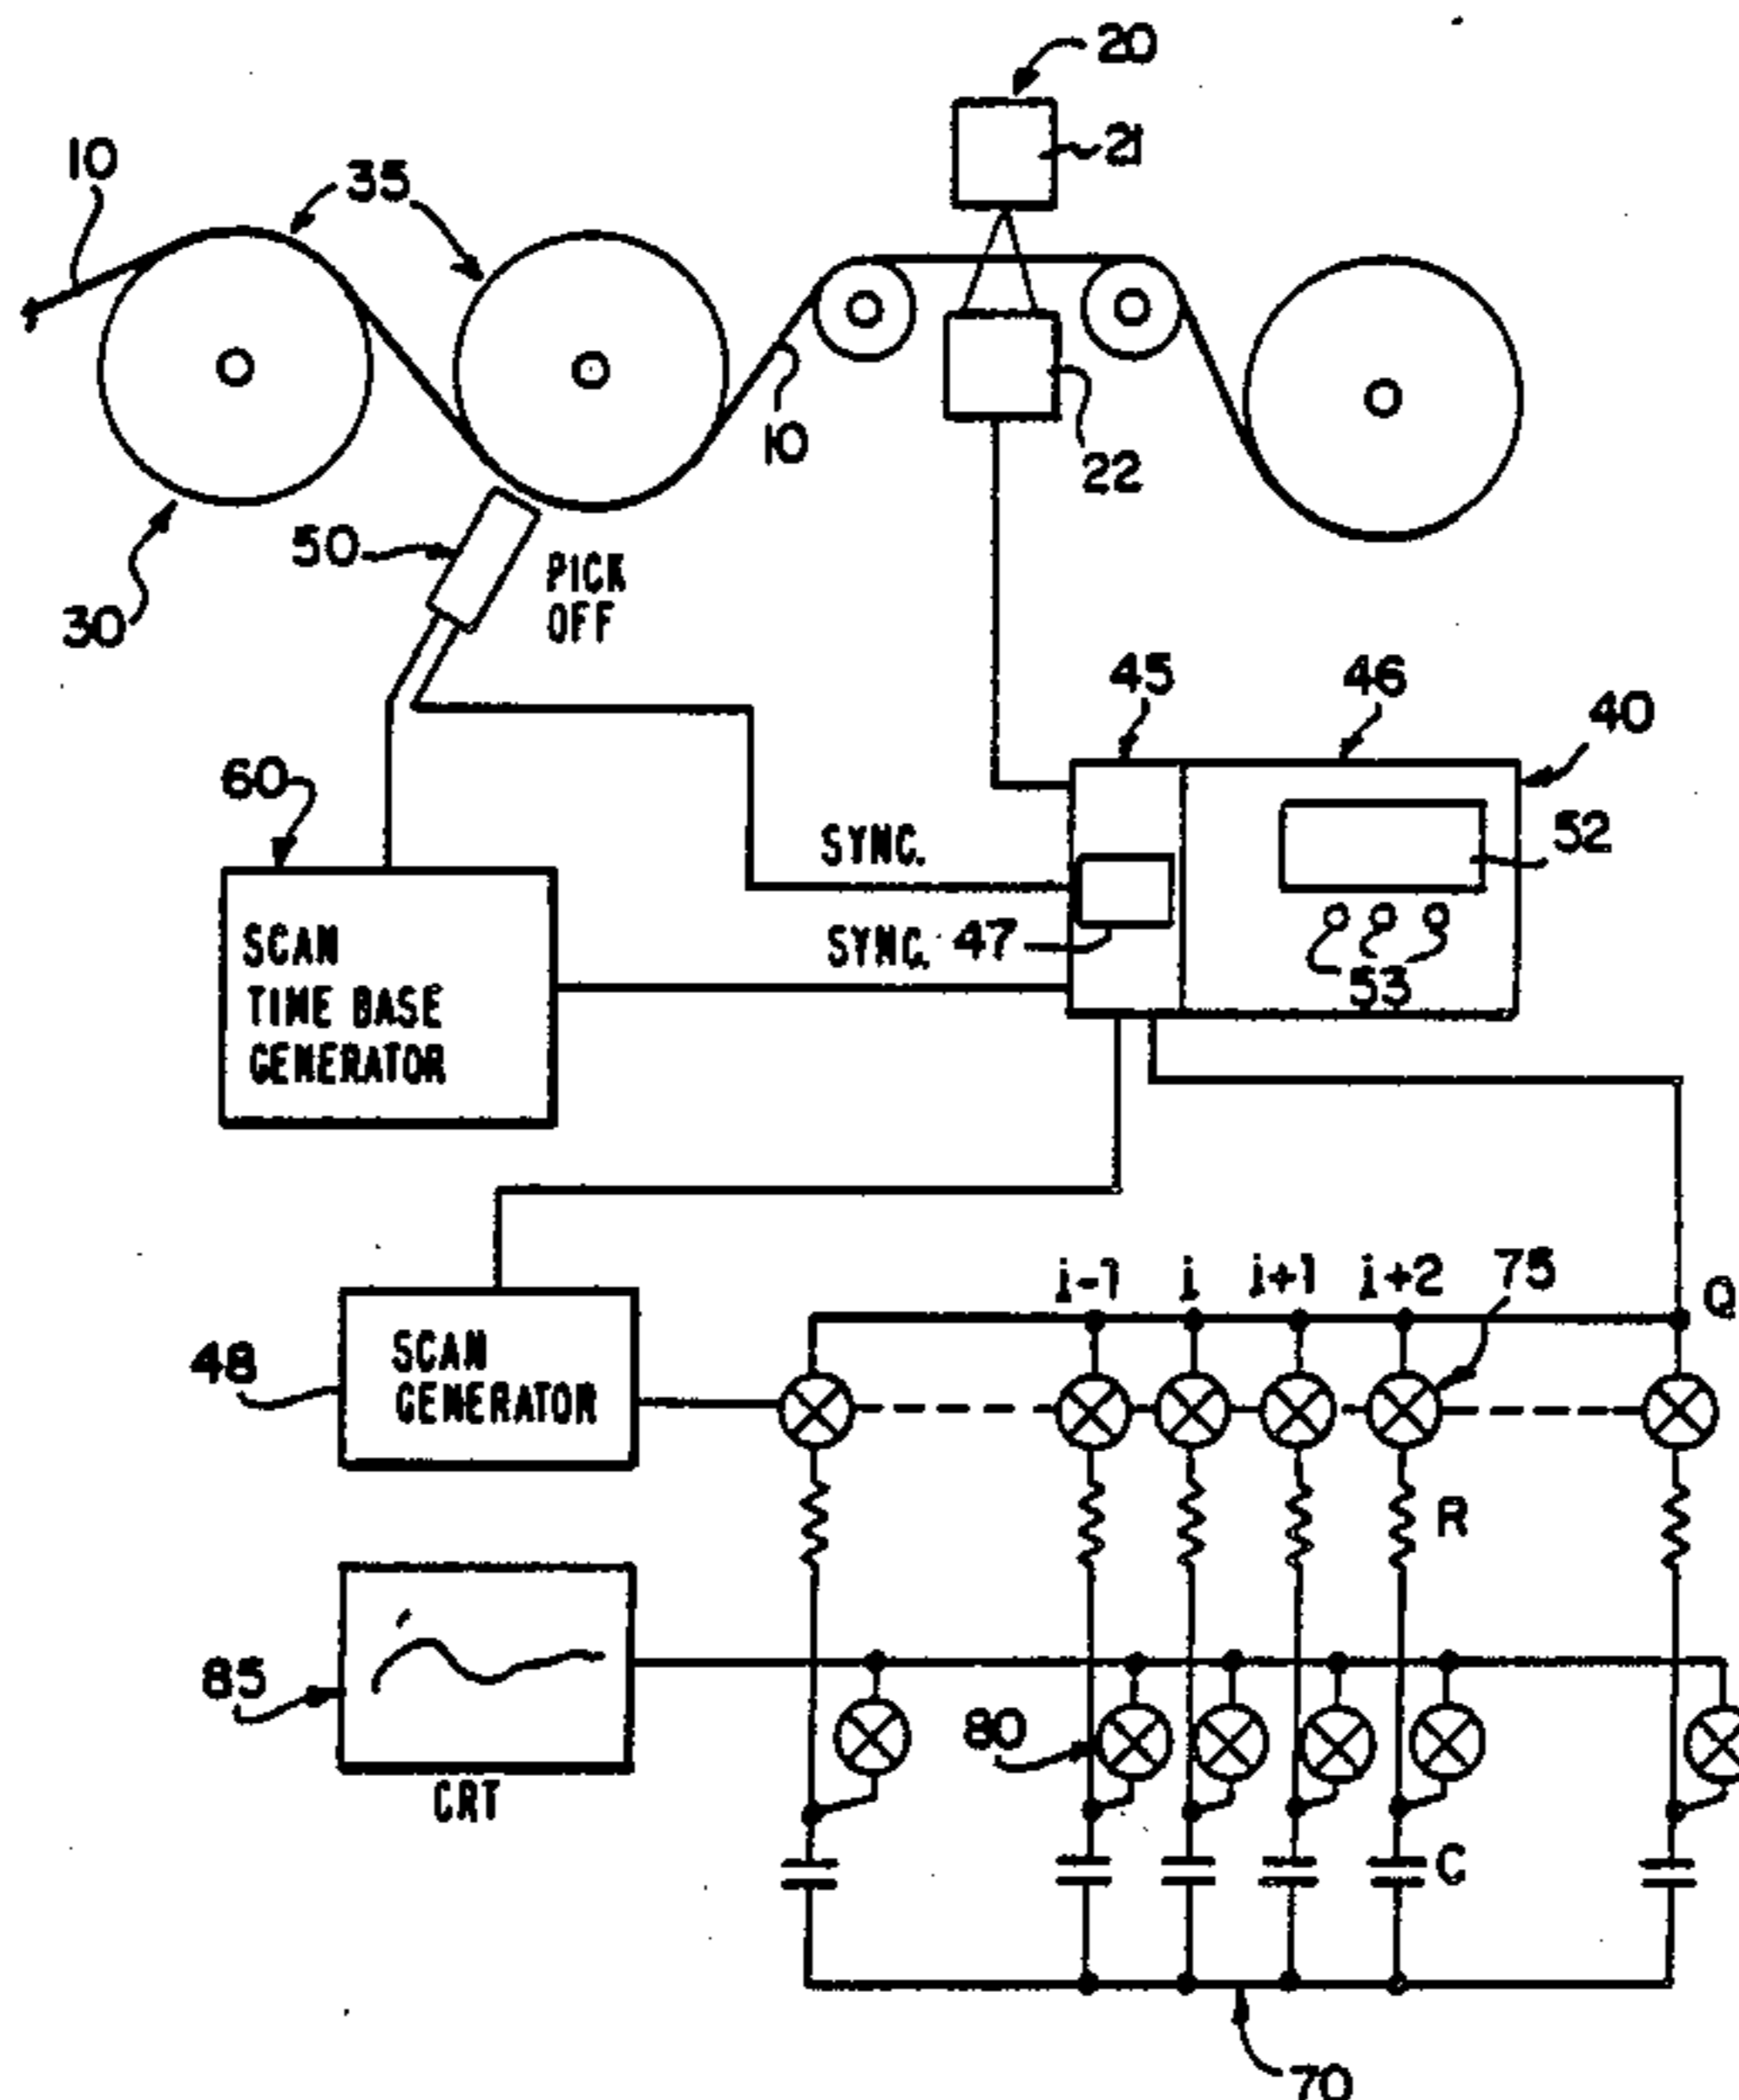 20
21
10
35
10
22
50
PICK
OFF
30
45
46
40
60
52
SYNC.
SYNC.
47
53
SCAN
TIME BASE
GENERATOR
i-1
i
i+1
i+2
75
Q
48
SCAN
GENERATOR
R
85
80
CRT
C
70